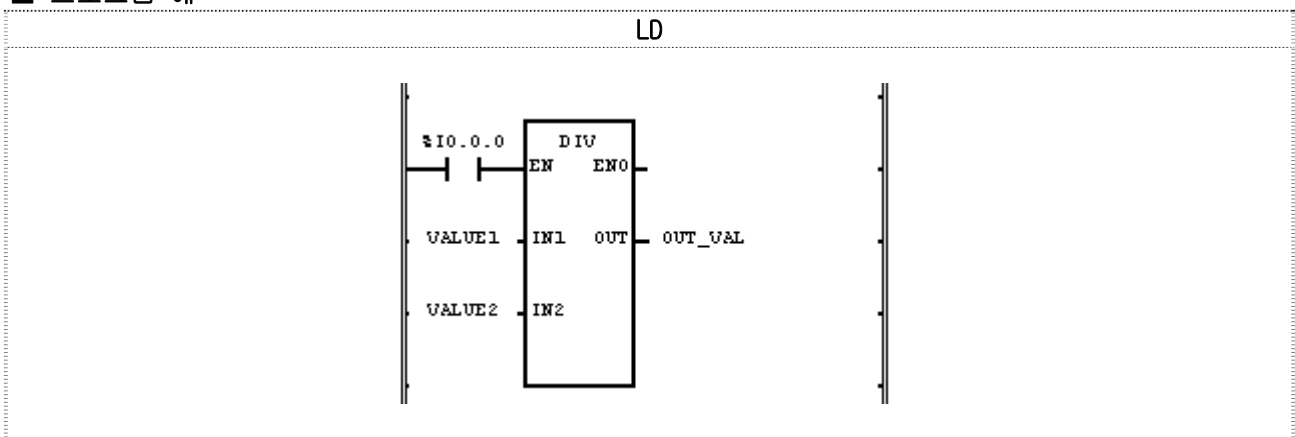 LD
%I0.0.0
DIV
EN ENO
VALUE1 IN1 OUT OUT_VAL
VALUE2 IN2